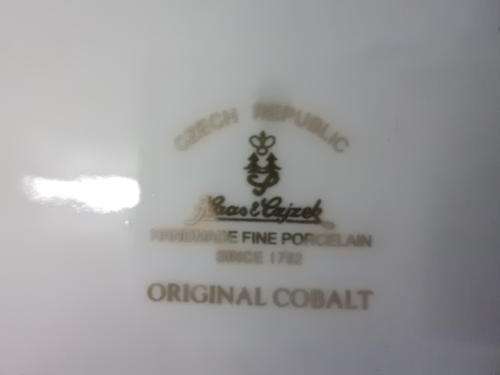 CZECH REPUBLIC
Haas & Czjzek
HANDMADE FINE PORCELAIN
SINCE 1792
ORIGINAL COBALT